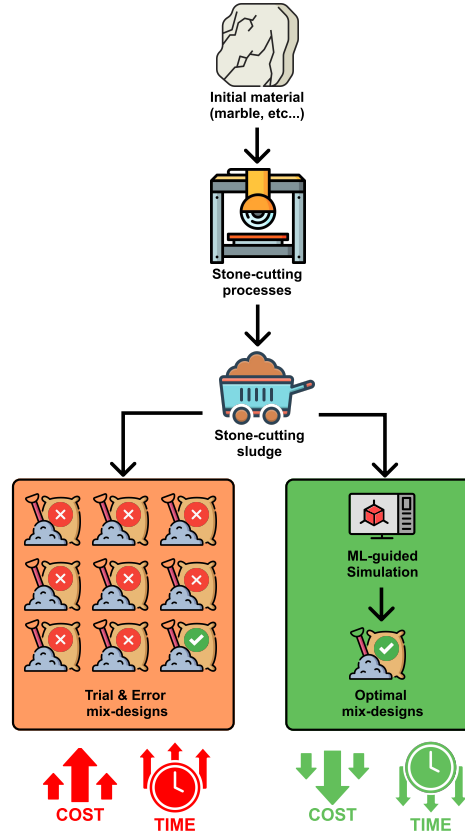 Initial material
(marble, etc...)
Stone-cutting
processes
Stone-cutting
sludge
ML-guided
Simulation
Trial & Error
mix-designs
Optimal
mix-designs
COST
TIME
COST
TIME